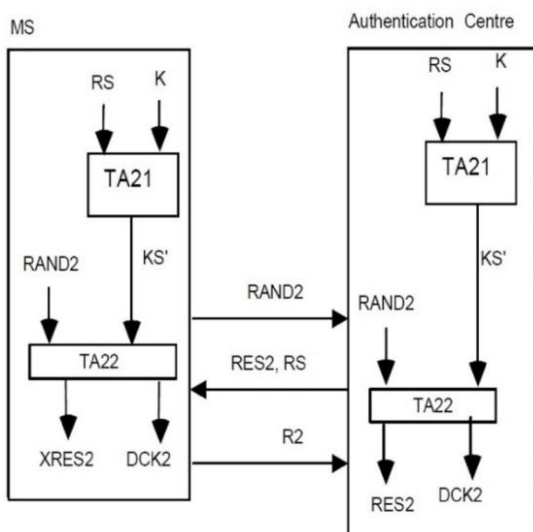 MS
Authentication Centre
RS
K
TA21
KS'
RAND2
TA22
XRES2
DCK2
RAND2
RES2, RS
R2
RS
K
TA21
KS'
RAND2
TA22
RES2
DCK2